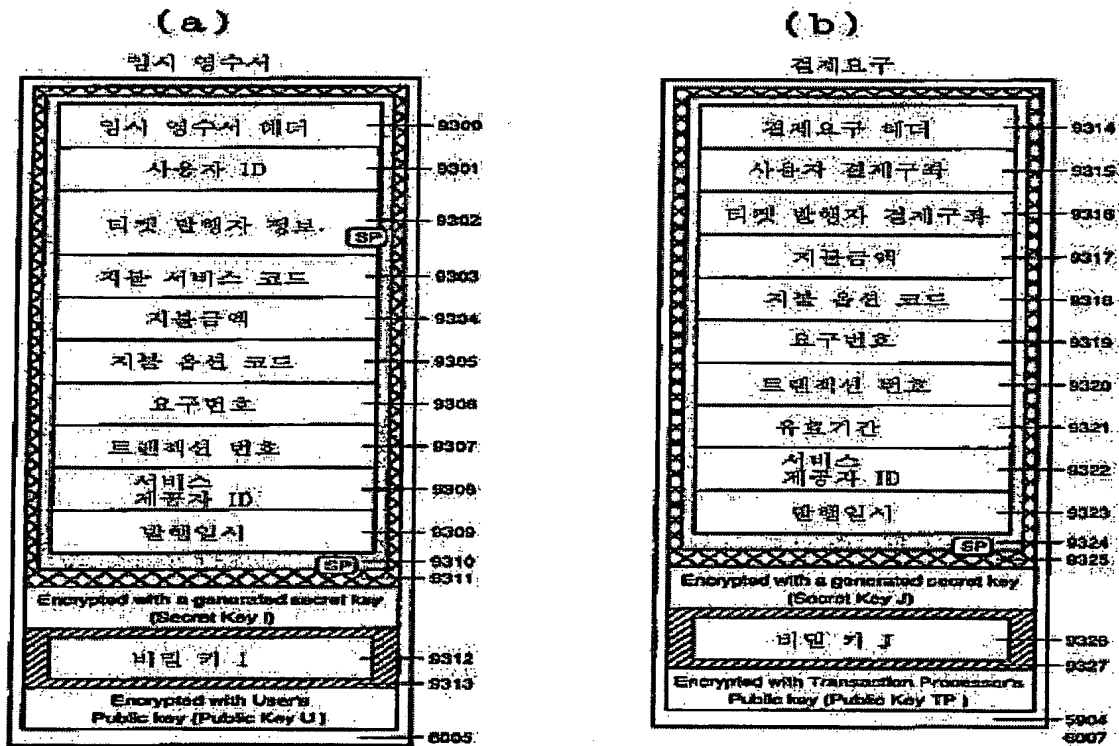 (a)
임시 영수서
임시 영수서 헤더
9300
사용자 ID
9301
티켓 발행자 정보
9302
SP
지불 서비스 코드
9303
지불금액
9304
지불 옵션 코드
9305
요구번호
9306
트랜잭션 번호
9307
서비스
제공자 ID
9308
발행일시
9309
SP
9310
9311
Encrypted with a generated secret key
(Secret Key I)
비밀 키 I
9312
9313
Encrypted with User's
Public key (Public Key U)
6005
(b)
결제요구
결제요구 헤더
9314
사용자 결제구좌
9315
티켓 발행자 결제구좌
9316
지불금액
9317
지불 옵션 코드
9318
요구번호
9319
트랜잭션 번호
9320
유효기간
9321
서비스
제공자 ID
9322
발행일시
9323
SP
9324
9325
Encrypted with a generated secret key
(Secret Key J)
비밀 키 J
9326
9327
Encrypted with Transaction Processor's
Public Key (Public Key TP)
5904
6007